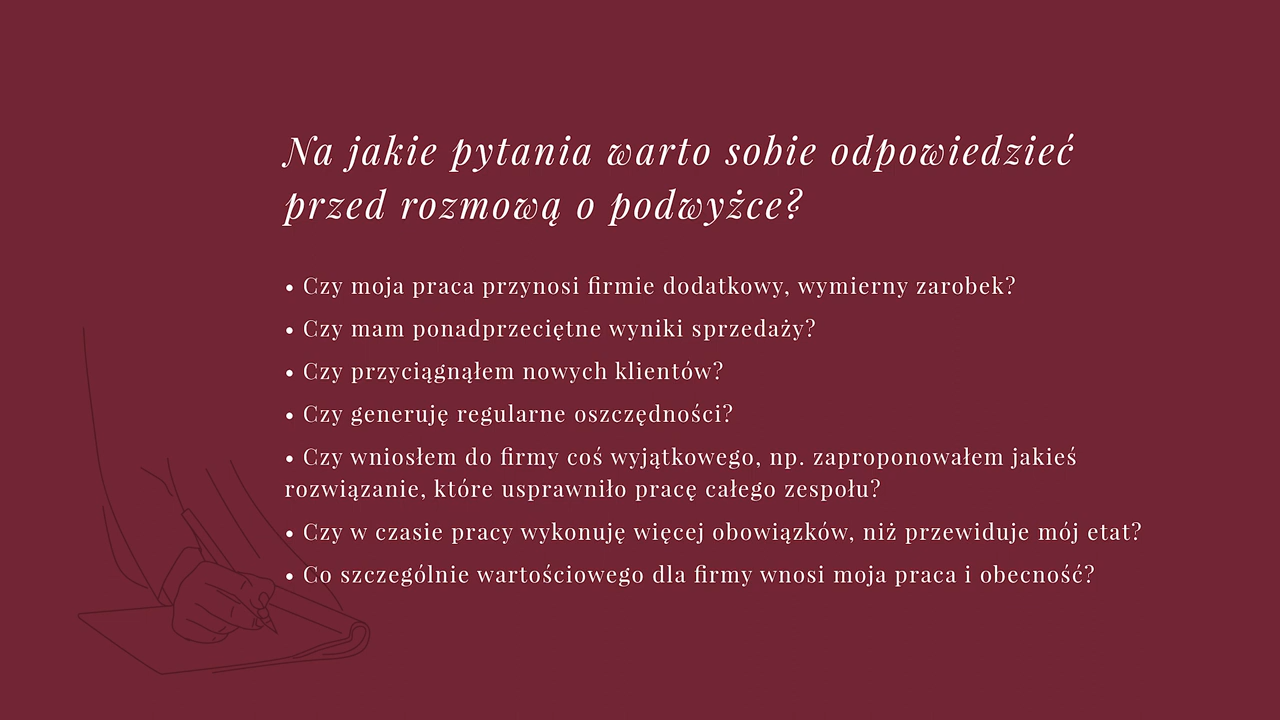 Na jakie pytania warto sobie odpowiedzieć
przed rozmową o podwyżce?
• Czy moja praca przynosi firmie dodatkowy, wymierny zarobek?
• Czy mam ponadprzeciętne wyniki sprzedaży?
• Czy przyciągnąłem nowych klientów?
• Czy generuję regularne oszczędności?
• Czy wniosłem do firmy coś wyjątkowego, np. zaproponowałem jakieś
rozwiązanie, które usprawniło pracę całego zespołu?
• Czy w czasie pracy wykonuję więcej obowiązków, niż przewiduje mój etat?
• Co szczególnie wartościowego dla firmy wnosi moja praca i obecność?